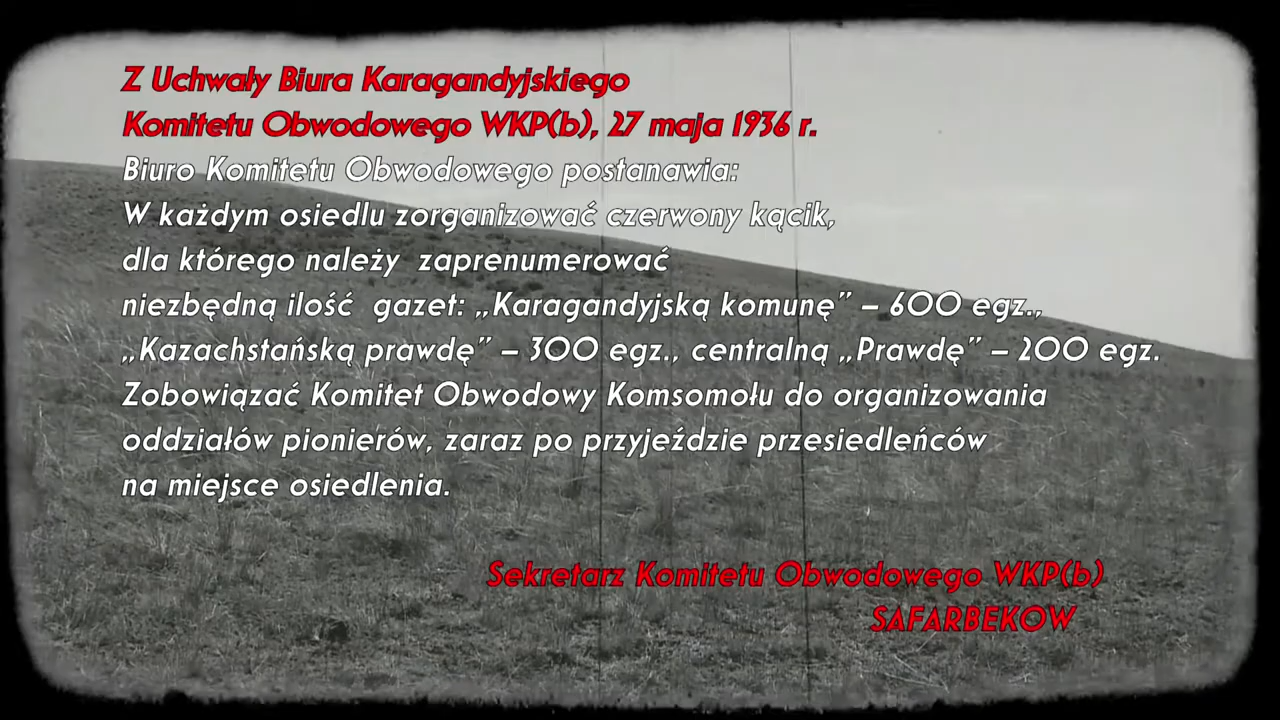 Z Uchwały Biura Karagandyjskiego
Komitetu Obwodowego WKP(b), 27 maja 1936 r.
Biuro Komitetu Obwodowego postanawia:
W każdym osiedlu zorganizować czerwony kącik,
dla którego należy zaprenumerować
niezbędną ilość gazet: „Karagandyjską komunę” – 600 egz.,
„Kazachstańską prawdę” – 300 egz., centralną „Prawdę” – 200 egz.
Zobowiązać Komitet Obwodowy Komsomołu do organizowania
oddziałów pionierów, zaraz po przyjeździe przesiedleńców
na miejsce osiedlenia.
Sekretarz Komitetu Obwodowego WKP(b)
SAFARBEKOW